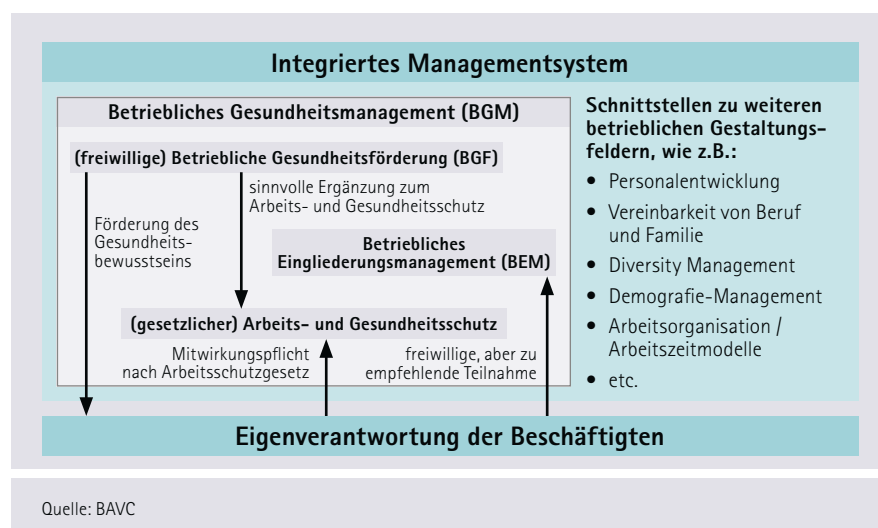 Integriertes Managementsystem
Betriebliches Gesundheitsmanagement (BGM)
(freiwillige) Betriebliche Gesundheitsförderung (BGF)
sinnvolle Ergänzung zum
Arbeits- und Gesundheitsschutz
Förderung des
Gesundheits-
bewusstseins
Betriebliches
Eingliederungsmanagement (BEM)
(gesetzlicher) Arbeits- und Gesundheitsschutz
Mitwirkungspflicht
nach Arbeitsschutzgesetz
freiwillige, aber zu
empfehlende Teilnahme
Schnittstellen zu weiteren
betrieblichen Gestaltungs-
feldern, wie z.B.:
• Personalentwicklung
• Vereinbarkeit von Beruf
und Familie
• Diversity Management
• Demografie-Management
• Arbeitsorganisation /
Arbeitszeitmodelle
• etc.
Eigenverantwortung der Beschäftigten
Quelle: BAVC